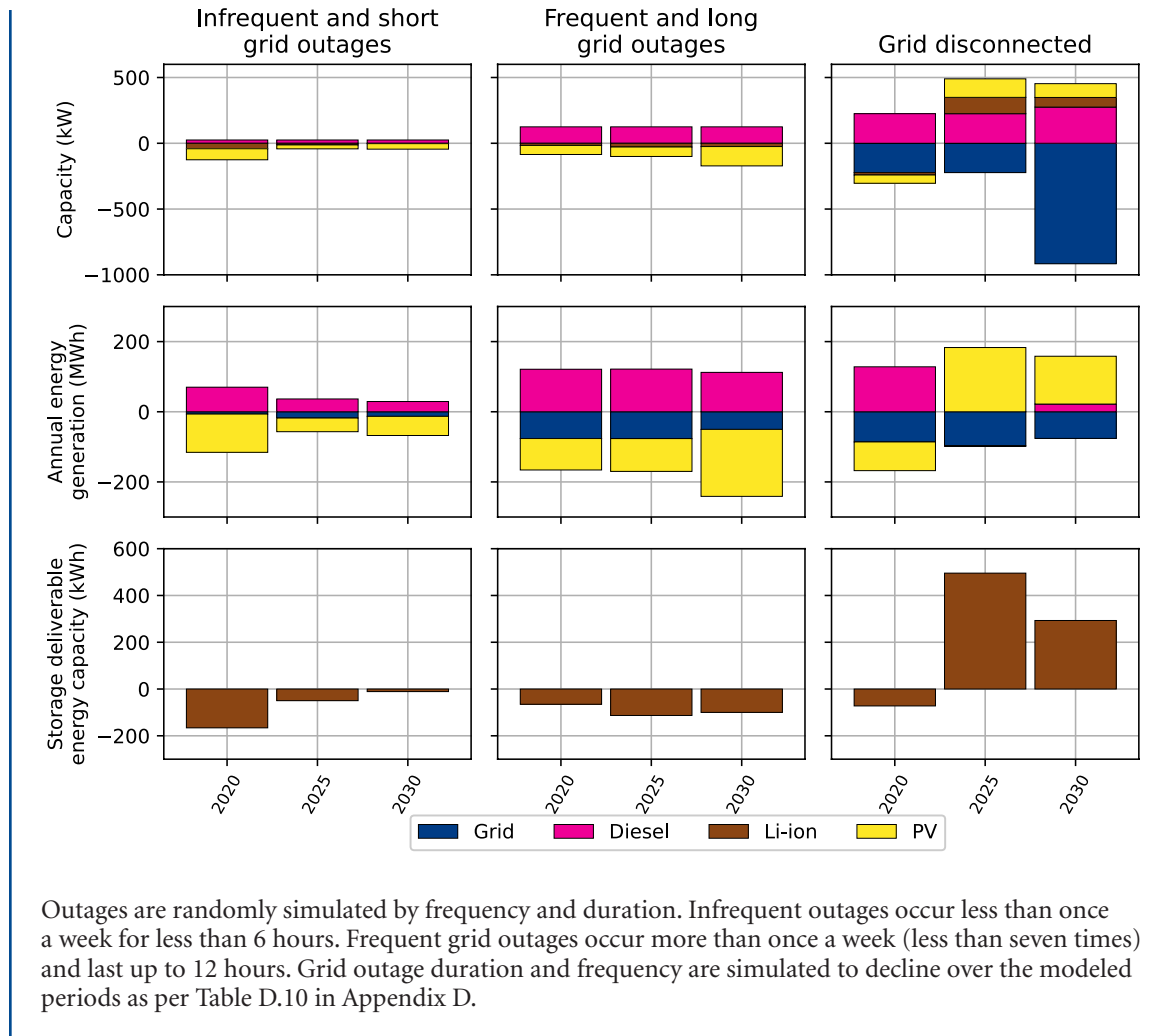 Infrequent and short
grid outages
Frequent and long
grid outages
Grid disconnected
Capacity (kW)
500
0
−500
−1000
Annual energy
generation (MWh)
200
0
−200
Storage deliverable
energy capacity (kWh)
600
400
200
0
−200
2020
2025
2030
2020
2025
2030
2020
2025
2030
Grid
Diesel
Li-ion
PV
Outages are randomly simulated by frequency and duration. Infrequent outages occur less than once
a week for less than 6 hours. Frequent grid outages occur more than once a week (less than seven times)
and last up to 12 hours. Grid outage duration and frequency are simulated to decline over the modeled
periods as per Table D.10 in Appendix D.